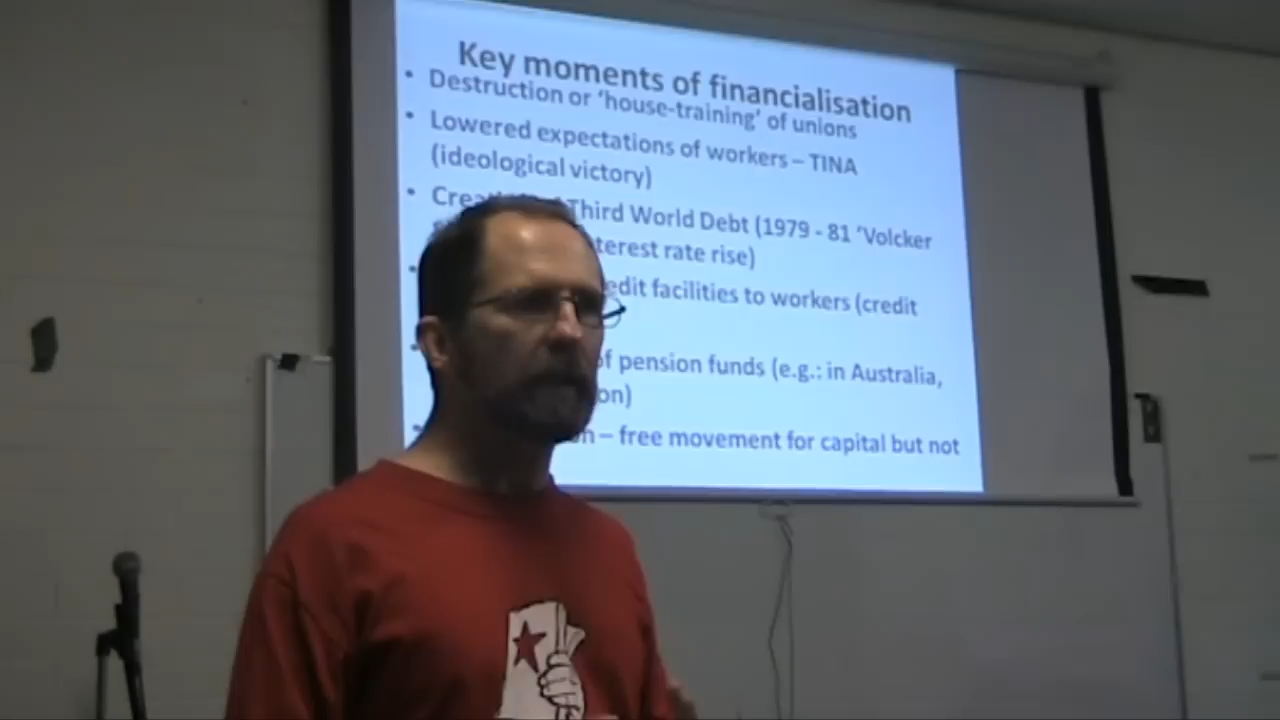 Key moments of financialisation
• Destruction or ‘house-training’ of unions
• Lowered expectations of workers – TINA
(ideological victory)
• Third World Debt (1979 - 81 ‘Volcker
rate rise)
facilities to workers (credit
of pension funds (e.g.: in Australia,
– free movement for capital but not